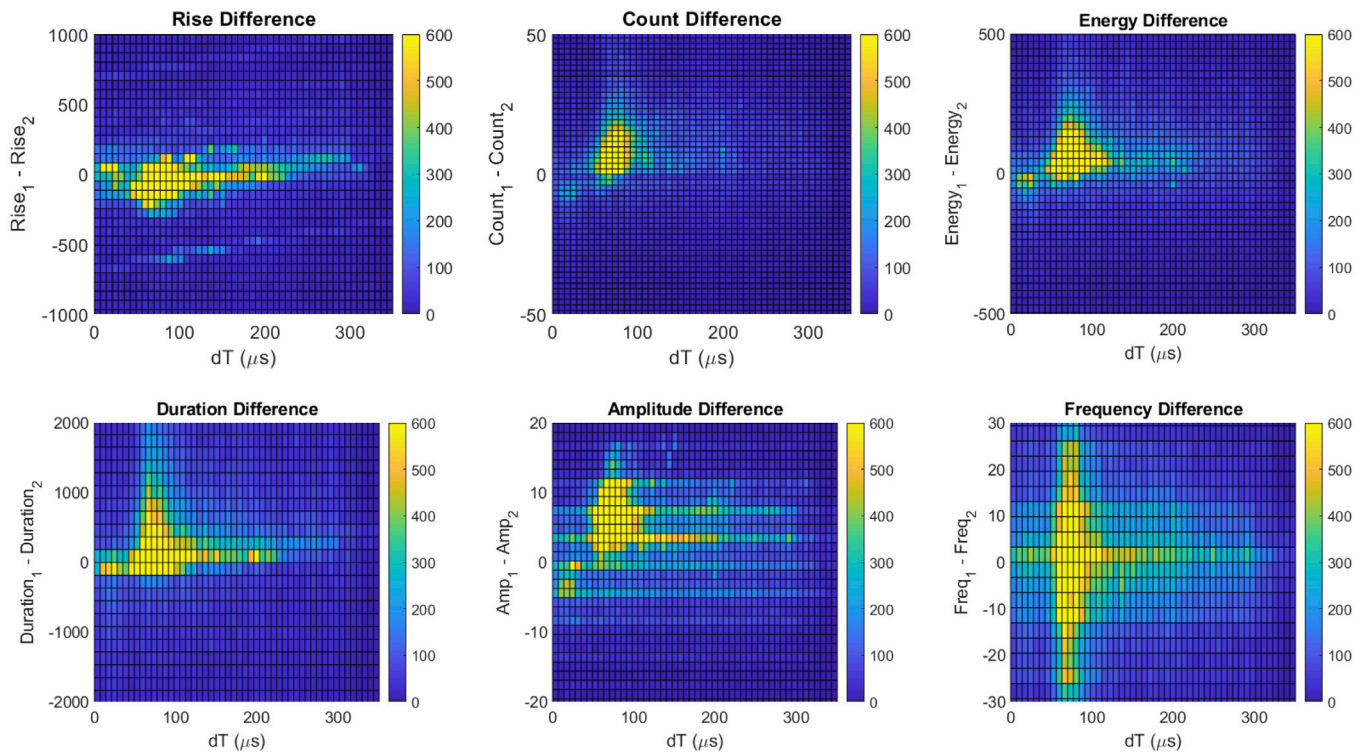 Rise Difference
1000
500
0
-500
-1000
Rise1 - Rise2
0 100 200 300
dT (μs)
600
500
400
300
200
100
0
Count Difference
50
0
-50
Count1 - Count2
0 100 200 300
dT (μs)
600
500
400
300
200
100
0
Energy Difference
500
0
-500
Energy1 - Energy2
0 100 200 300
dT (μs)
600
500
400
300
200
100
0
Duration Difference
2000
1000
0
-1000
-2000
Duration1 - Duration2
0 100 200 300
dT (μs)
600
500
400
300
200
100
0
Amplitude Difference
20
10
0
-10
20
Amp1 - Amp2
0 100 200 300
dT (μs)
600
500
400
300
200
100
0
Frequency Difference
30
20
10
0
-10
-20
-30
Freq1 - Freq2
0 100 200 300
dT (μs)
600
500
400
300
200
100
0